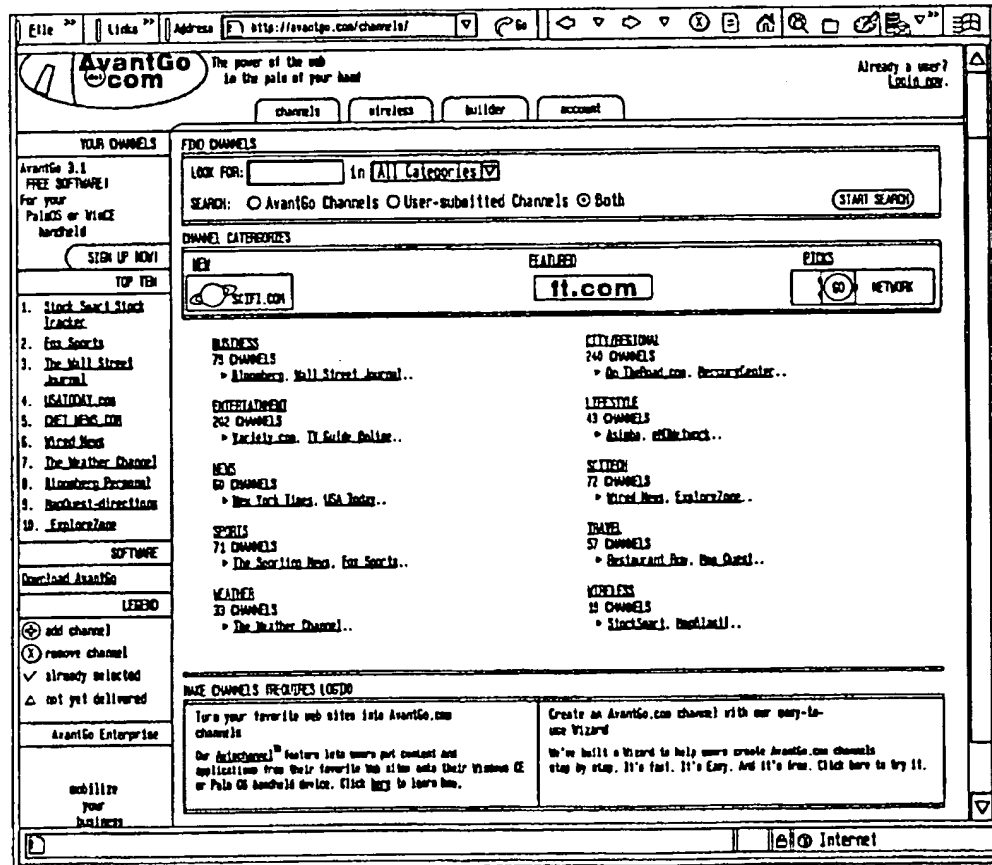 File
Links
Address
http://avantgo.com/channels/
Go
AvantGo
.com
The power of the web
in the palm of your hand
Already a user?
Login now.
channels
wireless
builder
account
YOUR CHANNELS
AvantGo 3.1
FREE SOFTWARE!
For your
PalmOS or WinCE
handheld
SIGN UP NOW!
TOP TEN
1. Stock Smart Stock
Tracker
2. Fox Sports
3. The Wall Street
Journal
4. USATODAY.com
5. CNET NEWS.COM
6. Wired News
7. The Weather Channel
8. Bloomberg Personal
9. MapQuest-directions
10. ExploreZone
SOFTWARE
Download AvantGo
LEGEND
add channel
X remove channel
already selected
not yet delivered
AvantGo Enterprise
mobilize
your
business
FIND CHANNELS
LOOK FOR: in All Categories
SEARCH: AvantGo Channels User-submitted Channels Both
START SEARCH
CHANNEL CATERGORIES
NEW
FEATURED
PICKS
SCIFI.COM
ft.com
GO NETWORK
BUSINESS
79 CHANNELS
Bloomberg, Wall Street Journal..
ENTERTAINMENT
202 CHANNELS
Variety.com, TV Guide Online..
NEWS
60 CHANNELS
New York Times, USA Today..
SPORTS
71 CHANNELS
The Sporting News, Fox Sports..
WEATHER
33 CHANNELS
The Weather Channel..
CITY/REGIONAL
240 CHANNELS
On TheRoad.com, MercuryCenter..
LIFESTYLE
43 CHANNELS
Asimba,
SCITECH
72 CHANNELS
Wired News, ExploreZone..
TRAVEL
57 CHANNELS
Restaurant Row, Map Quest..
WIRELESS
19 CHANNELS
StockSmart, MapBlast!..
MAKE CHANNELS
Turn your favorite web sites into AvantGo.com
channels
Our Autochannel™ feature lets users put content and
applications from their favorite Web sites onto their Windows CE
or Palm OS handheld device. Click here to learn how.
Create an AvantGo.com channel with our easy-to-
use Wizard
We've built a Wizard to help users create AvantGo.com channels
step by step. It's fast. It's Easy. And it's free. Click here to try it.
Internet